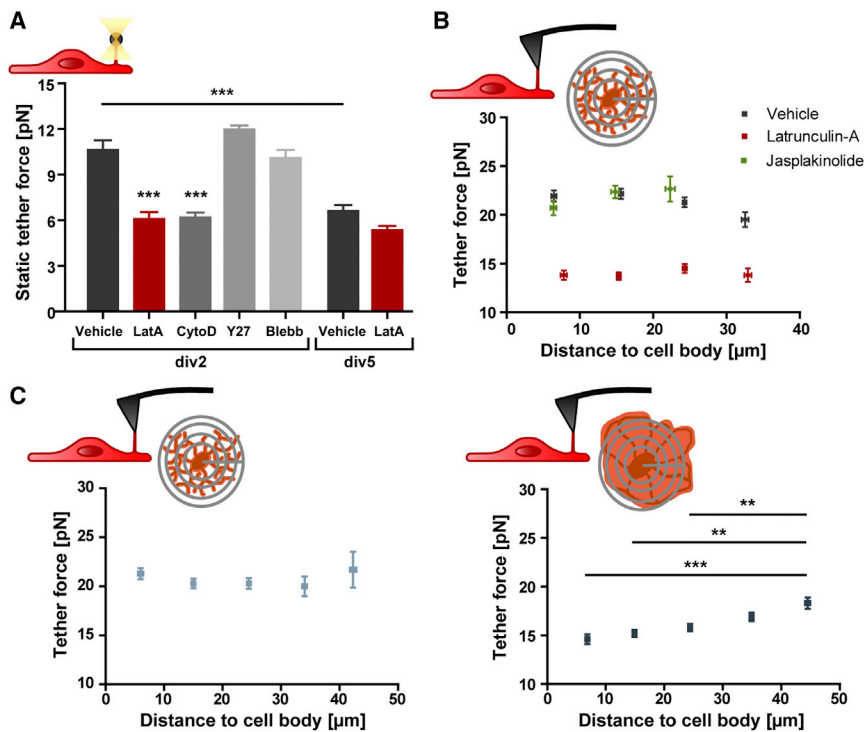 A
***
Static tether force [pN]
15
12
9
6
3
0
***
***
Vehicle LatA CytoD Y27 Blebb Vehicle LatA
div2 div5
B
Vehicle
Latrunculin-A
Jasplakinolide
Tether force [pN]
30
25
20
15
10
0 10 20 30 40
Distance to cell body [µm]
C
Tether force [pN]
30
25
20
15
10
0 10 20 30 40 50
Distance to cell body [µm]
Tether force [pN]
30
25
20
15
10
**
**
***
0 10 20 30 40 50
Distance to cell body [µm]